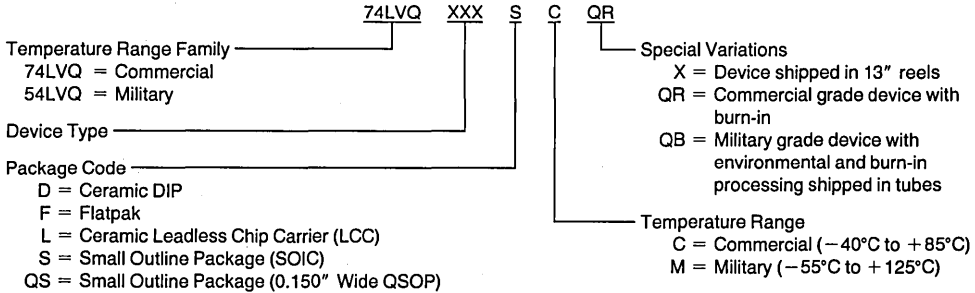 74LVQ XXX S C QR
Temperature Range Family
74LVQ = Commercial
54LVQ = Military
Device Type
Package Code
D = Ceramic DIP
F = Flatpak
L = Ceramic Leadless Chip Carrier (LCC)
S = Small Outline Package (SOIC)
QS = Small Outline Package (0.150″ Wide QSOP)
Special Variations
X = Device shipped in 13″ reels
QR = Commercial grade device with
burn-in
QB = Military grade device with
environmental and burn-in
processing shipped in tubes
Temperature Range
C = Commercial (−40°C to +85°C)
M = Military (−55°C to +125°C)